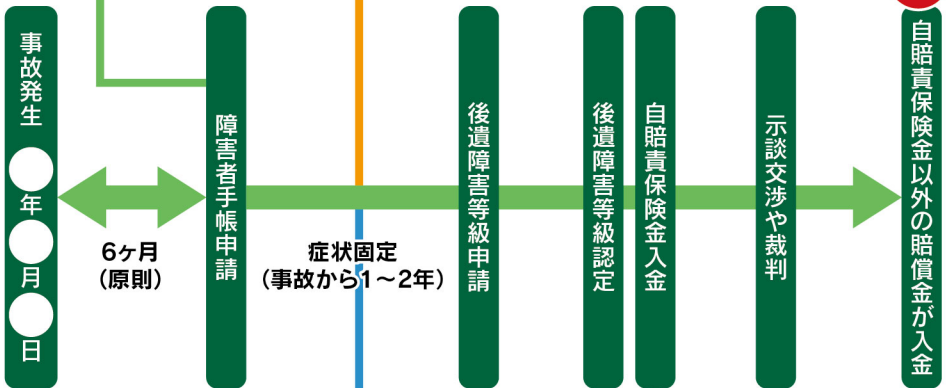 事故発生
年
月
日
6ヶ月
（原則）
障害者手帳申請
症状固定
（事故から1～2年）
後遺障害等級申請
後遺障害等級認定
自賠責保険金入金
示談交渉や裁判
自賠責保険金以外の賠償金が入金